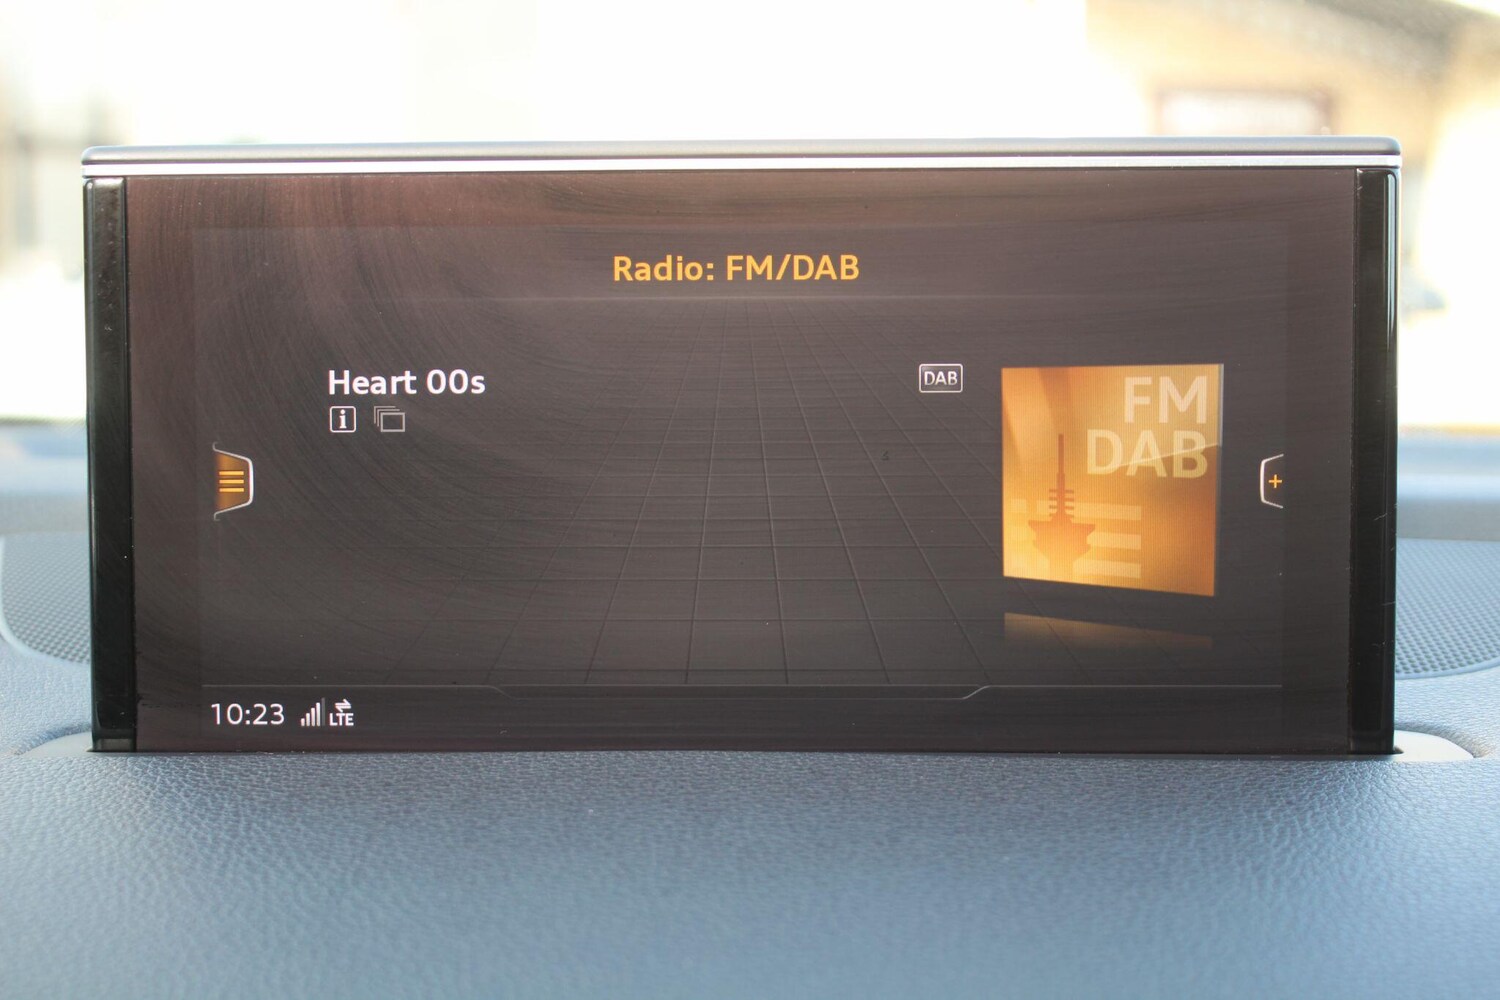 Radio: FM/DAB
Heart 00s
DAB
FM
DAB
10:23 LTE